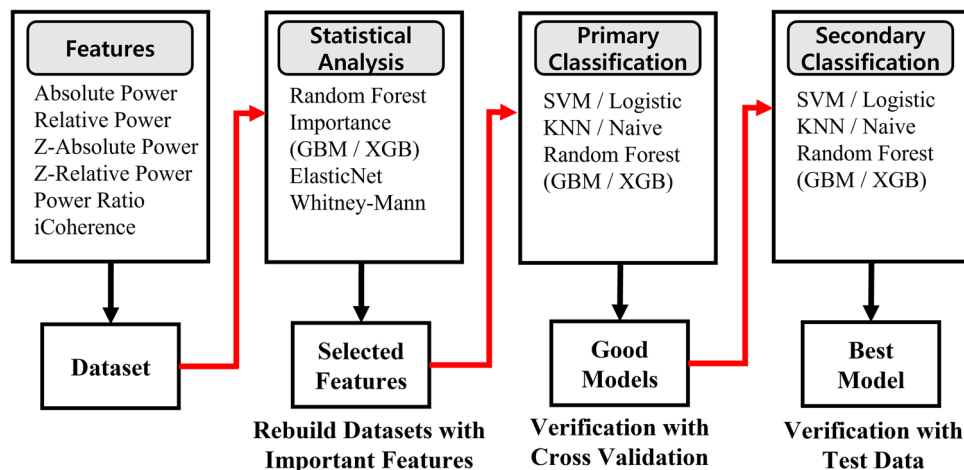 Features
Absolute Power
Relative Power
Z-Absolute Power
Z-Relative Power
Power Ratio
iCoherence
Dataset
Statistical
Analysis
Random Forest
Importance
(GBM / XGB)
ElasticNet
Whitney-Mann
Selected
Features
Rebuild Datasets with
Important Features
Primary
Classification
SVM / Logistic
KNN / Naive
Random Forest
(GBM / XGB)
Good
Models
Verification with
Cross Validation
Secondary
Classification
SVM / Logistic
KNN / Naive
Random Forest
(GBM / XGB)
Best
Model
Verification with
Test Data